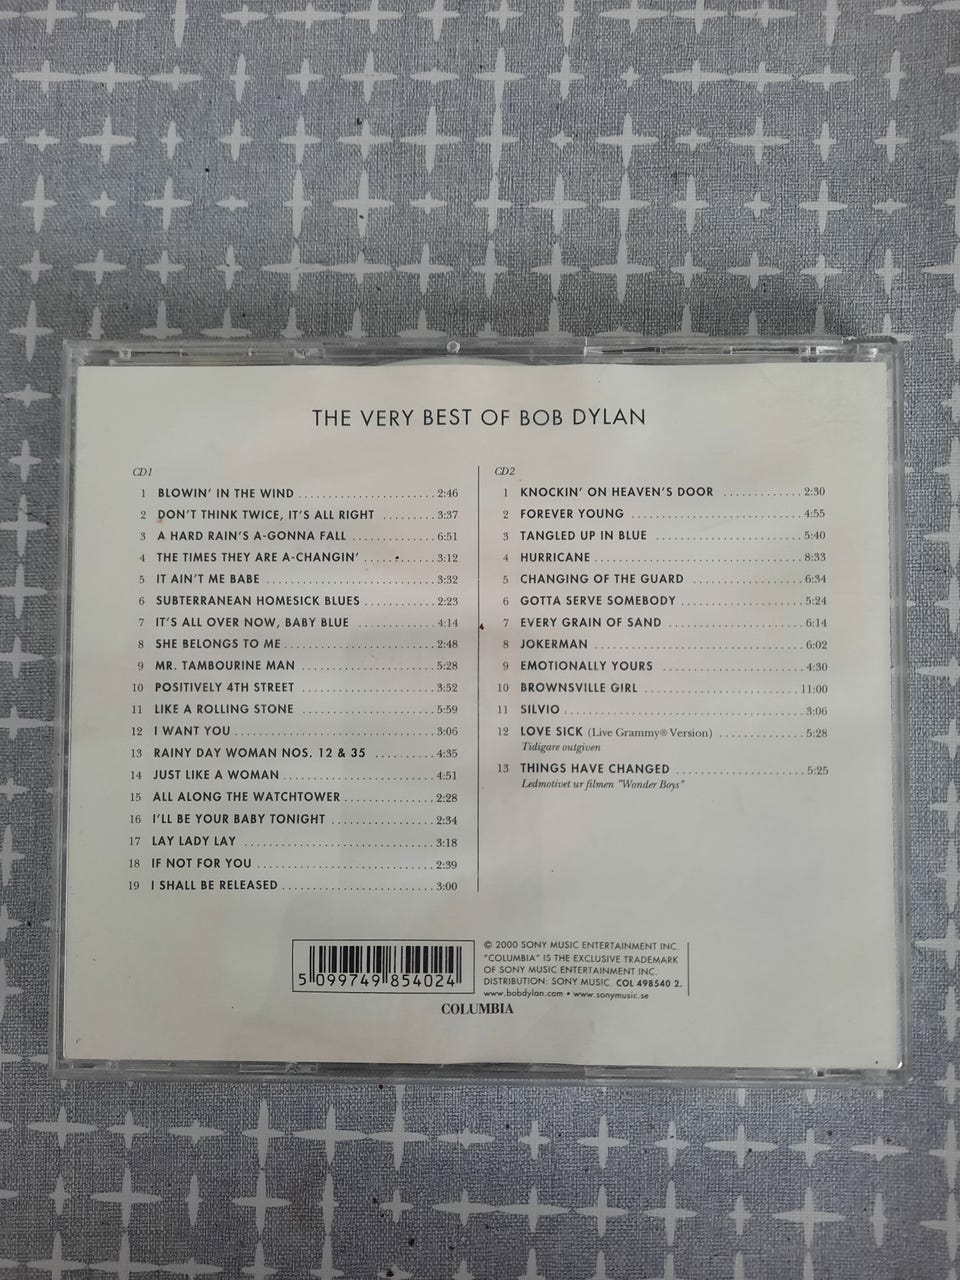 THE VERY BEST OF BOB DYLAN
CD1
1 BLOWIN' IN THE WIND 2:46
2 DON'T THINK TWICE, IT'S ALL RIGHT 3:37
3 A HARD RAIN'S A-GONNA FALL 6:51
4 THE TIMES THEY ARE A-CHANGIN' 3:12
5 IT AIN'T ME BABE 3:32
6 SUBTERRANEAN HOMESICK BLUES 2:23
7 IT'S ALL OVER NOW, BABY BLUE 4:14
8 SHE BELONGS TO ME 2:48
9 MR. TAMBOURINE MAN 5:28
10 POSITIVELY 4TH STREET 3:52
11 LIKE A ROLLING STONE 5:59
12 I WANT YOU 3:06
13 RAINY DAY WOMAN NOS. 12 & 35 4:35
14 JUST LIKE A WOMAN 4:51
15 ALL ALONG THE WATCHTOWER 2:28
16 I'LL BE YOUR BABY TONIGHT 2:34
17 LAY LADY LAY 3:18
18 IF NOT FOR YOU 2:39
19 I SHALL BE RELEASED 3:00
CD2
1 KNOCKIN' ON HEAVEN'S DOOR 2:30
2 FOREVER YOUNG 4:55
3 TANGLED UP IN BLUE 5:40
4 HURRICANE 8:33
5 CHANGING OF THE GUARD 6:34
6 GOTTA SERVE SOMEBODY 5:24
7 EVERY GRAIN OF SAND 6:14
8 JOKERMAN 6:02
9 EMOTIONALLY YOURS 4:30
10 BROWNSVILLE GIRL 11:00
11 SILVIO 3:06
12 LOVE SICK (Live Grammy® Version) 5:28
Tidigare outgiven
13 THINGS HAVE CHANGED 5:25
Ledmotivet ur filmen "Wonder Boys"
5 099749 854024
© 2000 SONY MUSIC ENTERTAINMENT INC.
"COLUMBIA" IS THE EXCLUSIVE TRADEMARK
OF SONY MUSIC ENTERTAINMENT INC.
DISTRIBUTION: SONY MUSIC. COL 498540 2.
www.bobdylan.com • www.sonymusic.se
COLUMBIA